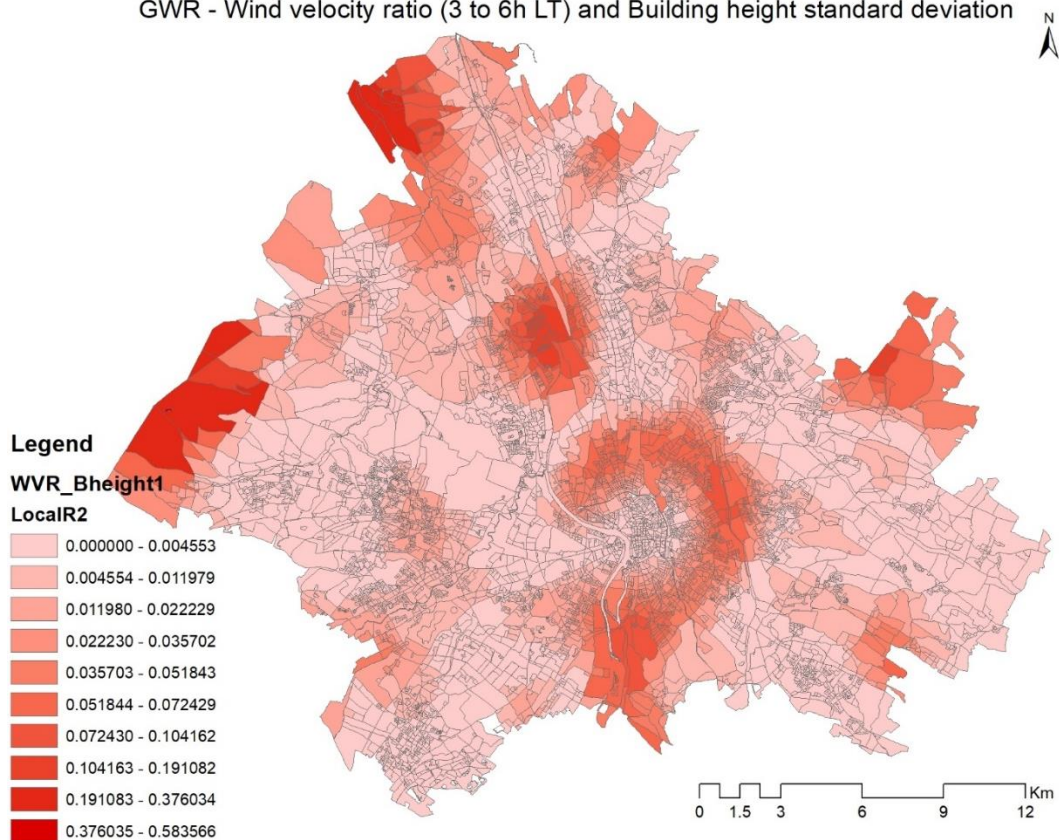 GWR - Wind velocity ratio (3 to 6h LT) and Building height standard deviation
N
Legend
WVR_Bheight1
LocalR2
0.000000 - 0.004553
0.004554 - 0.011979
0.011980 - 0.022229
0.022230 - 0.035702
0.035703 - 0.051843
0.051844 - 0.072429
0.072430 - 0.104162
0.104163 - 0.191082
0.191083 - 0.376034
0.376035 - 0.583566
Km
0 1.5 3 6 9 12